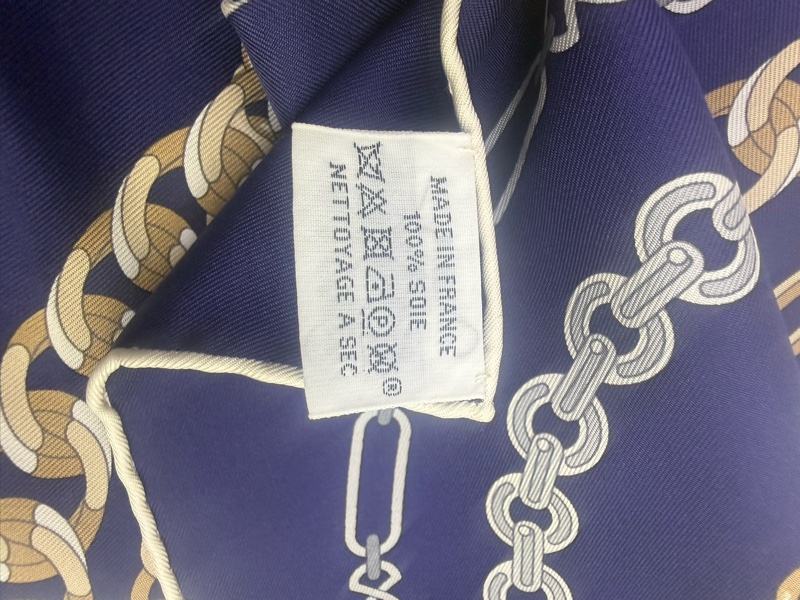 MADE IN FRANCE
100% SOIE
®
NETTOYAGE A SEC